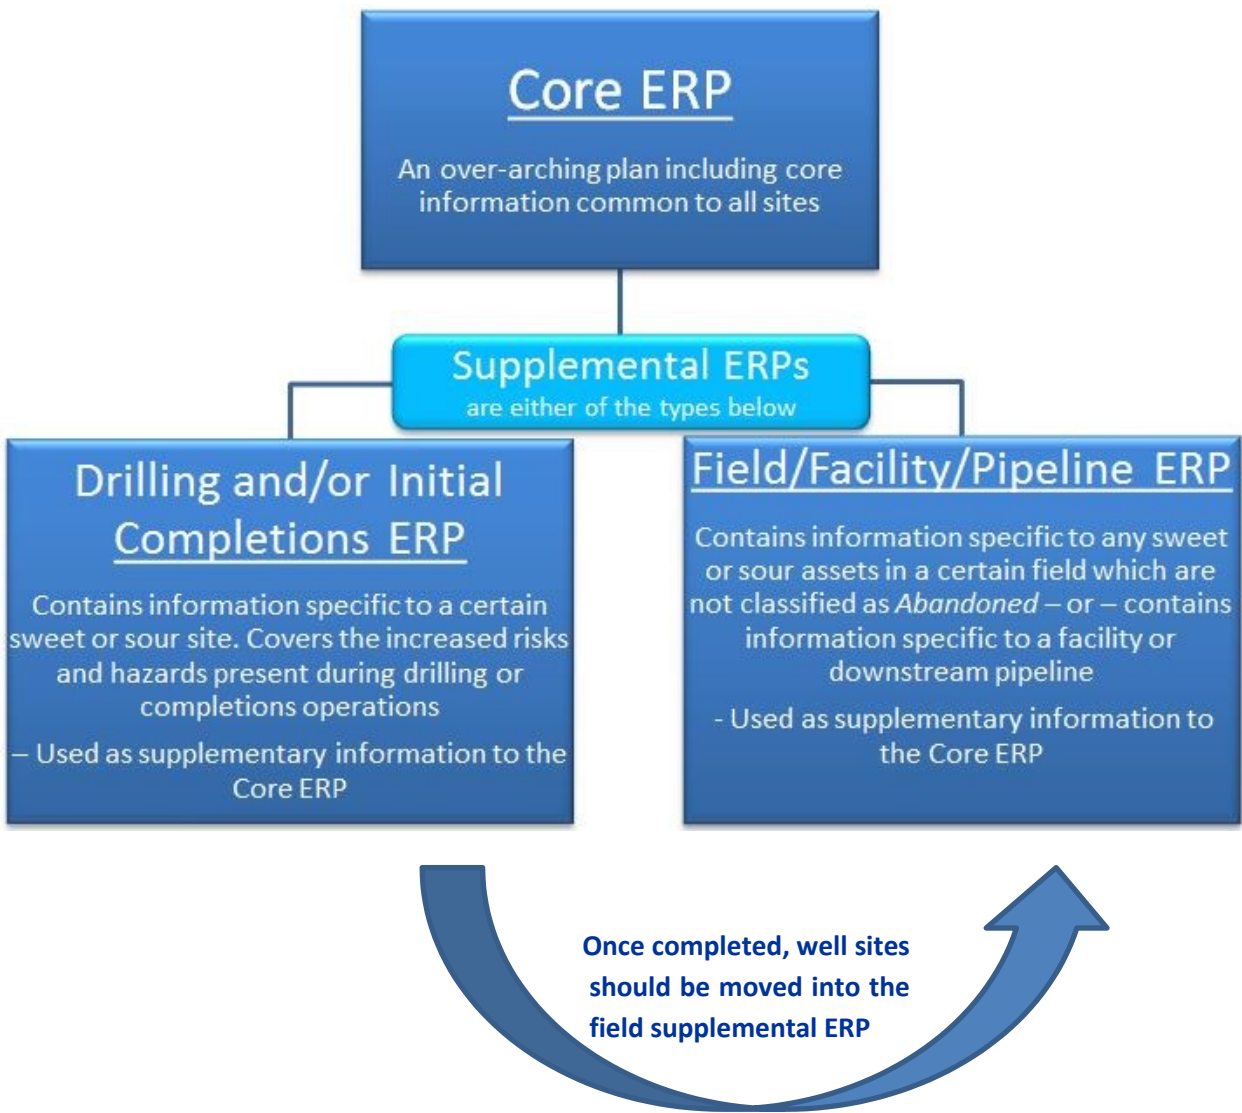 Core ERP
An over-arching plan including core
information common to all sites
Supplemental ERPs
are either of the types below
Drilling and/or Initial
Completions ERP
Contains information specific to a certain
sweet or sour site. Covers the increased risks
and hazards present during drilling or
completions operations
– Used as supplementary information to the
Core ERP
Field/Facility/Pipeline ERP
Contains information specific to any sweet
or sour assets in a certain field which are
not classified as Abandoned – or – contains
information specific to a facility or
downstream pipeline
- Used as supplementary information to
the Core ERP
Once completed, well sites
should be moved into the
field supplemental ERP